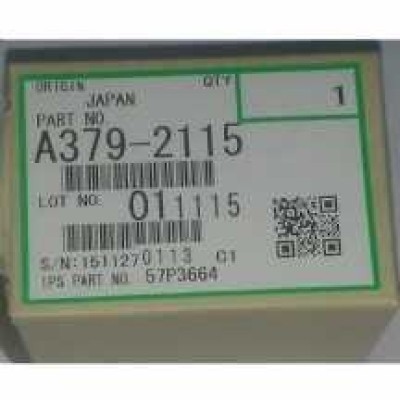 ORIGIN QTY
JAPAN 1
PART NO.
A379-2115
LOT NO: 011115
S/N:1511270113 C1
IPS PART NO. 57P3664